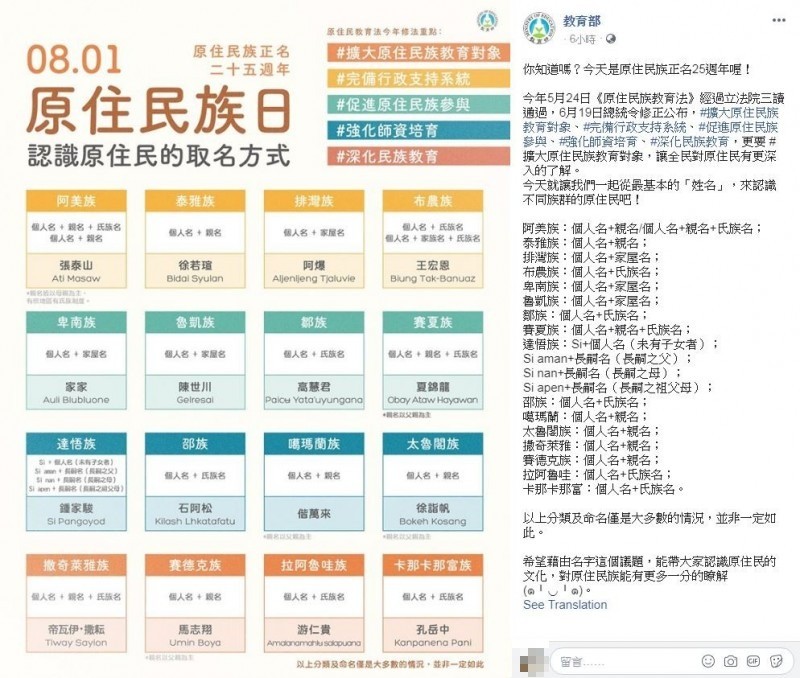 08.01
原住民族正名
二十五週年
原住民族日
認識原住民的取名方式
原住民教育法今年修法重點：
#擴大原住民族教育對象
#完備行政支持系統
#促進原住民族參與
#強化師資培育
#深化民族教育
阿美族
個人名 + 親名 + 氏族名
個人名 + 親名
張泰山
Ati Masaw
泰雅族
個人名 + 親名
徐若瑄
Bidai Syulan
排灣族
個人名 + 家屋名
阿爆
Aljenljeng Tjaluvie
布農族
個人名 + 氏族名
個人名 + 家族名 + 氏族名
王宏恩
Biung Tak-Banuaz
卑南族
個人名 + 家屋名
家家
Auli Blubluone
魯凱族
個人名 + 家屋名
陳世川
Gelresai
鄒族
個人名 + 氏族名
高慧君
Paicʉ Yata'uyungana
賽夏族
個人名 + 親名 + 氏族名
夏錦龍
Obay Ataw Hayawan
*親名以父親為主
達悟族
Si + 個人名（未有子女者）
Si aman + 長嗣名（長嗣之父）
Si nan + 長嗣名（長嗣之母）
Si apen + 長嗣名（長嗣之祖父母）
鍾家駿
Si Pangoyod
邵族
個人名 + 氏族名
石阿松
Kilash Lhkatafatu
噶瑪蘭族
個人名 + 親名
偕萬來
太魯閣族
個人名 + 親名
徐詣帆
Bokeh Kosang
*親名以父親為主
撒奇萊雅族
個人名 + 親名
帝瓦伊·撒耘
Tiway Sayion
賽德克族
個人名 + 親名
馬志翔
Umin Boya
*親名以父親為主
拉阿魯哇族
個人名 + 氏族名
游仁貴
卡那卡那富族
個人名 + 氏族名
孔岳中
Kanpanena Pani
以上分類及命名僅是大多數的情況，並非一定如此
教育部
6小時
你知道嗎？今天是原住民族正名25週年喔！
今年5月24日《原住民族教育法》經過立法院三讀
通過，6月19日總統令修正公布，#擴大原住民族
教育對象、#完備行政支持系統、#促進原住民族
參與、#強化師資培育、#深化民族教育，更要 #
擴大原住民族教育對象，讓全民對原住民有更深
入的了解。
今天就讓我們一起從最基本的「姓名」，來認識
不同族群的原住民吧！
阿美族：個人名+親名/個人名+親名+氏族名；
泰雅族：個人名+親名；
排灣族：個人名+家屋名；
布農族：個人名+氏族名；
卑南族：個人名+家屋名；
魯凱族：個人名+家屋名；
鄒族：個人名+氏族名；
賽夏族：個人名+親名+氏族名；
達悟族：Si+個人名（未有子女者）；
Si aman+長嗣名（長嗣之父）；
Si nan+長嗣名（長嗣之母）；
Si apen+長嗣名（長嗣之祖父母）；
邵族：個人名+氏族名；
噶瑪蘭：個人名+親名；
太魯閣族：個人名+親名；
撒奇萊雅：個人名+親名；
賽德克族：個人名+親名；
拉阿魯哇：個人名+氏族名；
卡那卡那富：個人名+氏族名。
以上分類及命名僅是大多數的情況，並非一定如
此。
希望藉由名字這個議題，能帶大家認識原住民的
文化，對原住民族能有更多一分的瞭解
(๑╹◡╹๑)。
See Translation
留言……
GIF